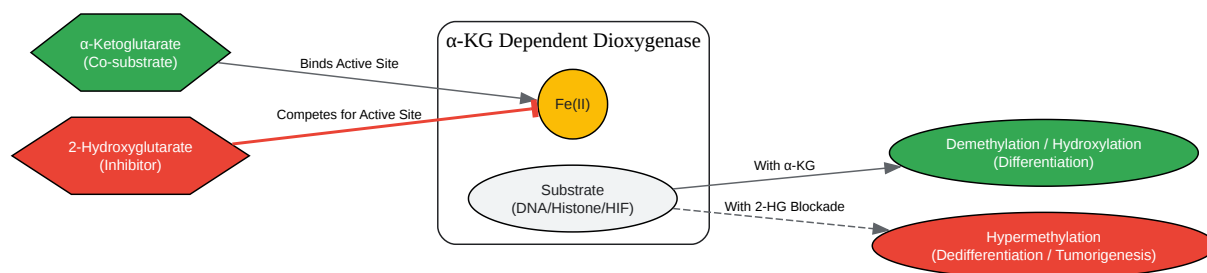 α-KG Dependent Dioxygenase
α-Ketoglutarate
(Co-substrate)
Binds Active Site
Fe(II)
Competes for Active Site
2-Hydroxyglutarate
(Inhibitor)
Demethylation / Hydroxylation
(Differentiation)
With α-KG
Substrate
(DNA/Histone/HIF)
With 2-HG Blockade
Hypermethylation
(Dedifferentiation / Tumorigenesis)